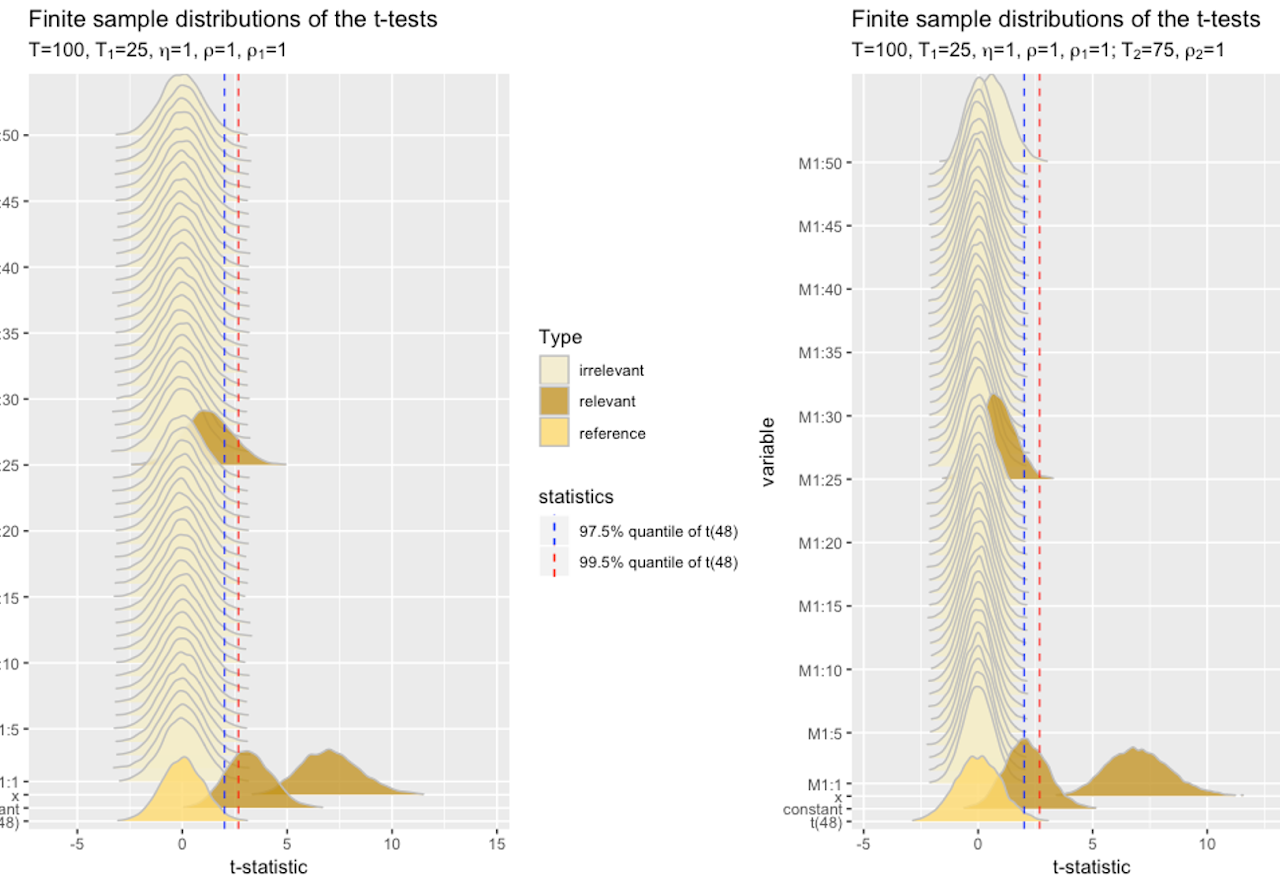 Finite sample distributions of the t-tests
T=100, T₁=25, η=1, ρ=1, ρ₁=1
:50
:45
:40
:35
:30
:25
:20
:15
:10
1:5
1:1
x
ant
48)
-5
0
5
10
15
t-statistic
Type
irrelevant
relevant
reference
statistics
97.5% quantile of t(48)
99.5% quantile of t(48)
Finite sample distributions of the t-tests
T=100, T₁=25, η=1, ρ=1, ρ₁=1; T₂=75, ρ₂=1
variable
M1:50
M1:45
M1:40
M1:35
M1:30
M1:25
M1:20
M1:15
M1:10
M1:5
M1:1
x
constant
t(48)
-5
0
5
10
t-statistic